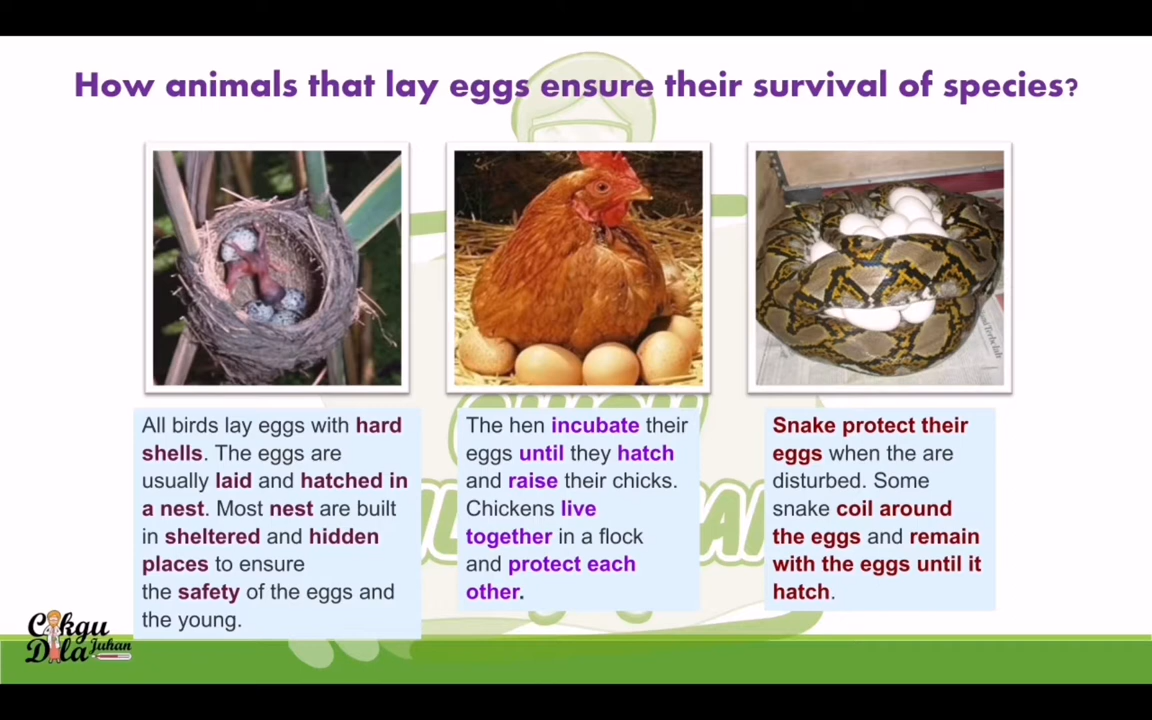 How animals that lay eggs ensure their survival of species?
All birds lay eggs with hard
shells. The eggs are
usually laid and hatched in
a nest. Most nest are built
in sheltered and hidden
places to ensure
the safety of the eggs and
the young.
The hen incubate their
eggs until they hatch
and raise their chicks.
Chickens live
together in a flock
and protect each
other.
Snake protect their
eggs when the are
disturbed. Some
snake coil around
the eggs and remain
with the eggs until it
hatch.
Cikgu
Dila Juhan